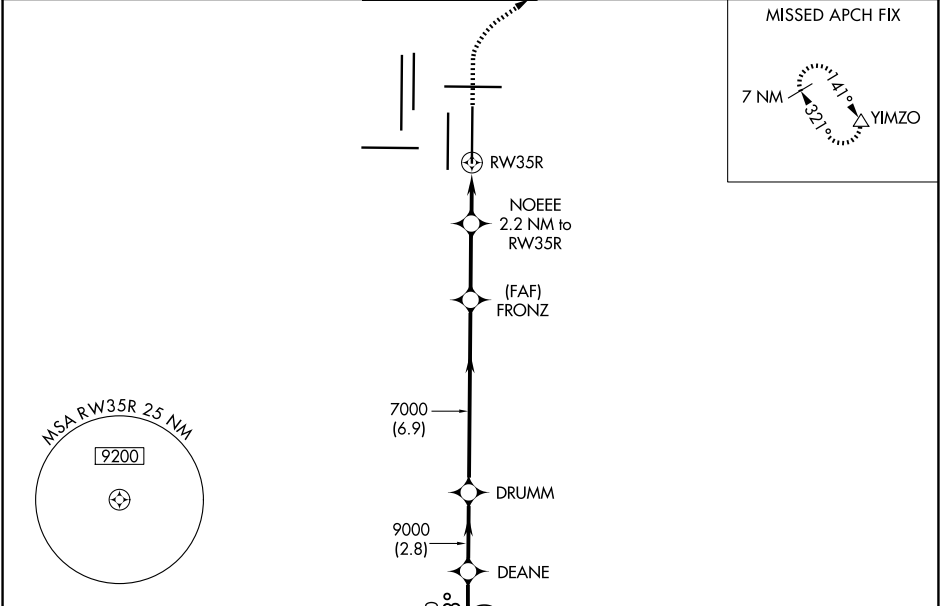 MISSED APCH FIX
7 NM
141°
321°
YIMZO
RW35R
NOEEE
2.2 NM to
RW35R
(FAF)
FRONZ
7000
(6.9)
MSA RW35R 25 NM
9200
DRUMM
9000
(2.8)
DEANE